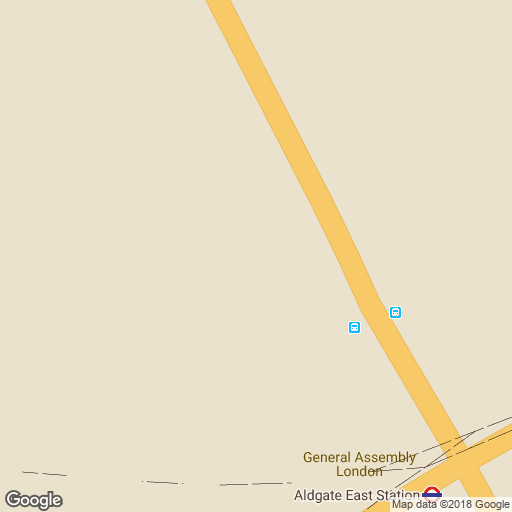 General Assembly
London
Aldgate East Station
Google
Map data ©2018 Google